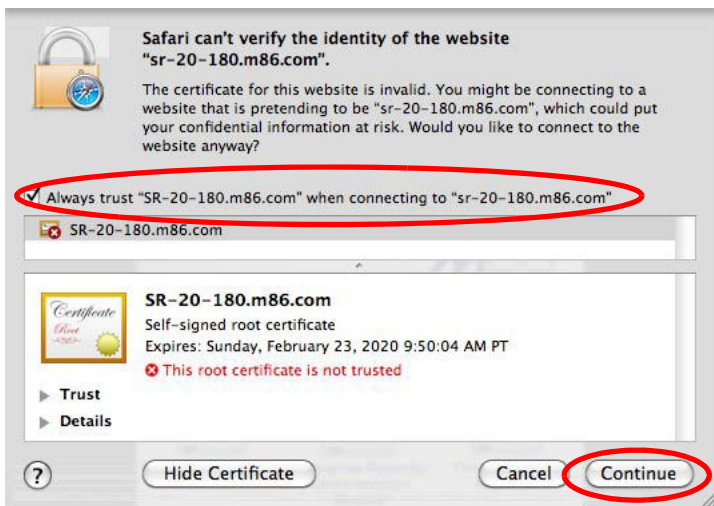 Safari can't verify the identity of the website
"sr-20-180.m86.com".
The certificate for this website is invalid. You might be connecting to a
website that is pretending to be "sr-20-180.m86.com", which could put
your confidential information at risk. Would you like to connect to the
website anyway?
Always trust "SR-20-180.m86.com" when connecting to "sr-20-180.m86.com"
SR-20-180.m86.com
Certificate
Root
SR-20-180.m86.com
Self-signed root certificate
Expires: Sunday, February 23, 2020 9:50:04 AM PT
This root certificate is not trusted
Trust
Details
? Hide Certificate Cancel Continue